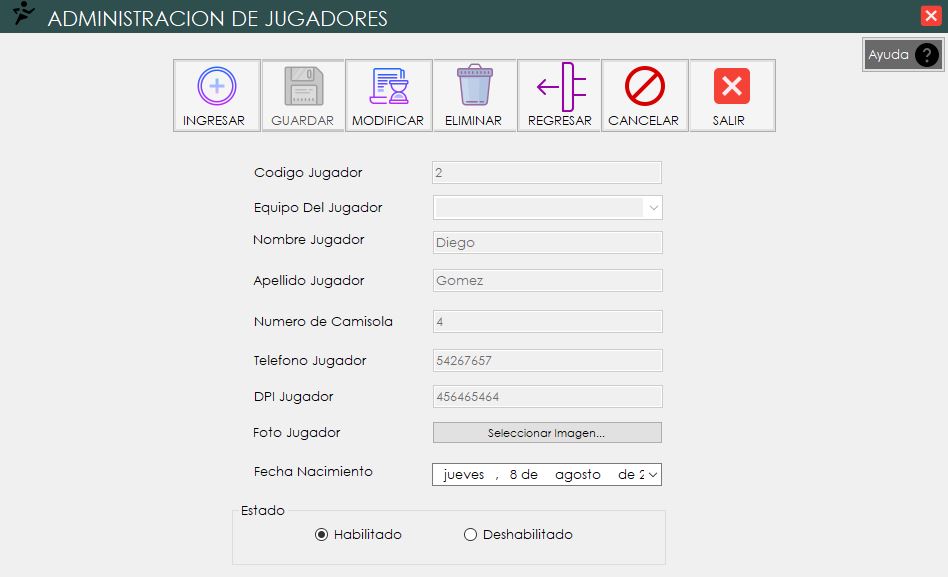 ADMINISTRACION DE JUGADORES
Ayuda ?
INGRESAR GUARDAR MODIFICAR ELIMINAR REGRESAR CANCELAR SALIR
Codigo Jugador 2
Equipo Del Jugador
Nombre Jugador Diego
Apellido Jugador Gomez
Numero de Camisola 4
Telefono Jugador 54267657
DPI Jugador 456465464
Foto Jugador Seleccionar Imagen...
Fecha Nacimiento jueves , 8 de agosto de 2
Estado
Habilitado Deshabilitado